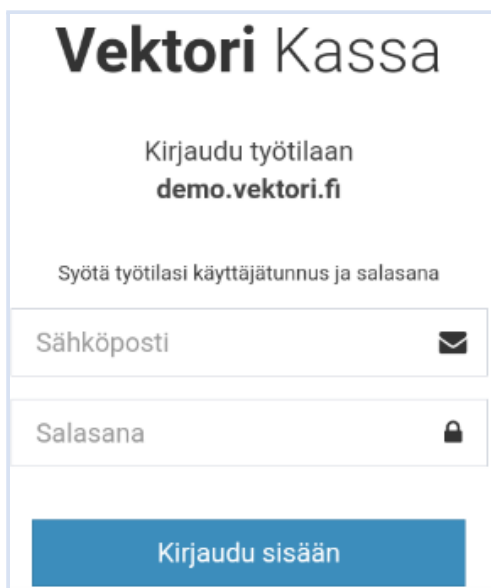 Vektori Kassa
Kirjaudu työtilaan
demo.vektori.fi
Syötä työtilasi käyttäjätunnus ja salasana
Sähköposti
Salasana
Kirjaudu sisään